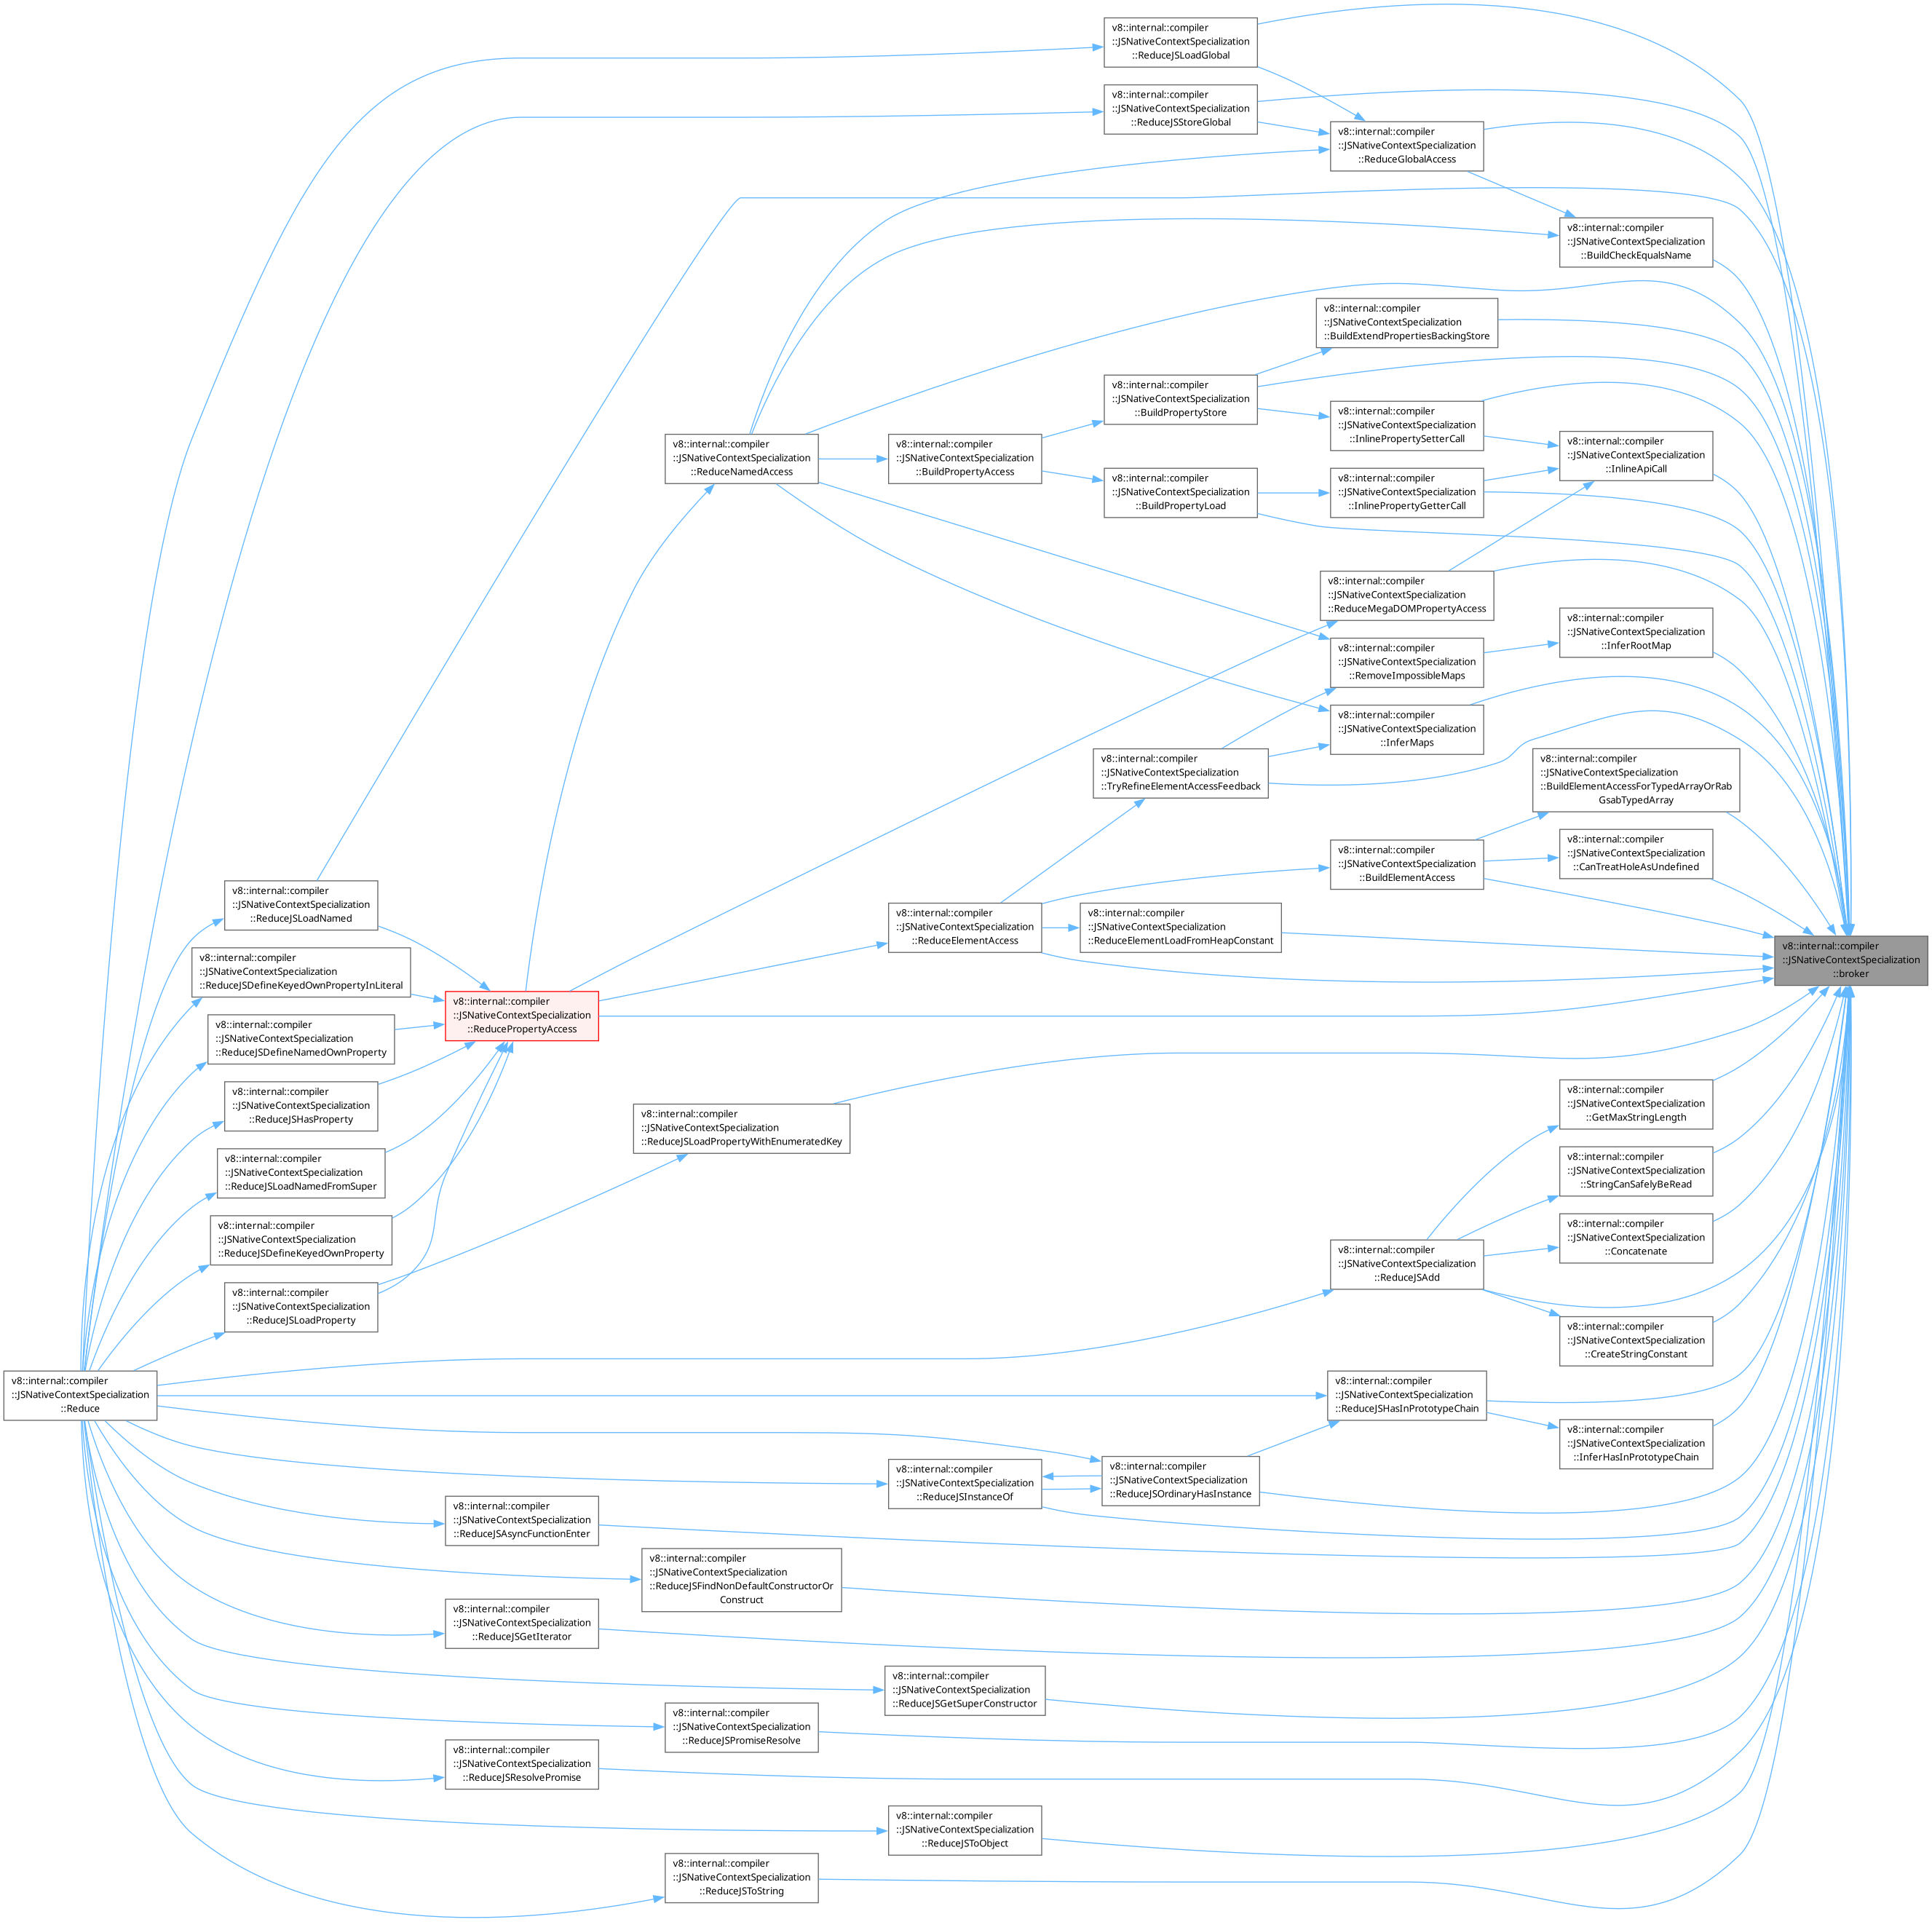 v8::internal::compiler
::JSNativeContextSpecialization
::ReduceJSLoadGlobal
v8::internal::compiler
::JSNativeContextSpecialization
::ReduceJSStoreGlobal
v8::internal::compiler
::JSNativeContextSpecialization
::ReduceGlobalAccess
v8::internal::compiler
::JSNativeContextSpecialization
::BuildCheckEqualsName
v8::internal::compiler
::JSNativeContextSpecialization
::BuildExtendPropertiesBackingStore
v8::internal::compiler
::JSNativeContextSpecialization
::BuildPropertyStore
v8::internal::compiler
::JSNativeContextSpecialization
::InlinePropertySetterCall
v8::internal::compiler
::JSNativeContextSpecialization
::InlineApiCall
v8::internal::compiler
::JSNativeContextSpecialization
::ReduceNamedAccess
v8::internal::compiler
::JSNativeContextSpecialization
::BuildPropertyAccess
v8::internal::compiler
::JSNativeContextSpecialization
::BuildPropertyLoad
v8::internal::compiler
::JSNativeContextSpecialization
::InlinePropertyGetterCall
v8::internal::compiler
::JSNativeContextSpecialization
::ReduceMegaDOMPropertyAccess
v8::internal::compiler
::JSNativeContextSpecialization
::InferRootMap
v8::internal::compiler
::JSNativeContextSpecialization
::RemoveImpossibleMaps
v8::internal::compiler
::JSNativeContextSpecialization
::InferMaps
v8::internal::compiler
::JSNativeContextSpecialization
::TryRefineElementAccessFeedback
v8::internal::compiler
::JSNativeContextSpecialization
::BuildElementAccessForTypedArrayOrRab
GsabTypedArray
v8::internal::compiler
::JSNativeContextSpecialization
::CanTreatHoleAsUndefined
v8::internal::compiler
::JSNativeContextSpecialization
::BuildElementAccess
v8::internal::compiler
::JSNativeContextSpecialization
::ReduceJSLoadNamed
v8::internal::compiler
::JSNativeContextSpecialization
::ReduceElementAccess
v8::internal::compiler
::JSNativeContextSpecialization
::ReduceElementLoadFromHeapConstant
v8::internal::compiler
::JSNativeContextSpecialization
::broker
v8::internal::compiler
::JSNativeContextSpecialization
::ReduceJSDefineKeyedOwnPropertyInLiteral
v8::internal::compiler
::JSNativeContextSpecialization
::ReducePropertyAccess
v8::internal::compiler
::JSNativeContextSpecialization
::ReduceJSDefineNamedOwnProperty
v8::internal::compiler
::JSNativeContextSpecialization
::ReduceJSHasProperty
v8::internal::compiler
::JSNativeContextSpecialization
::ReduceJSLoadPropertyWithEnumeratedKey
v8::internal::compiler
::JSNativeContextSpecialization
::GetMaxStringLength
v8::internal::compiler
::JSNativeContextSpecialization
::ReduceJSLoadNamedFromSuper
v8::internal::compiler
::JSNativeContextSpecialization
::StringCanSafelyBeRead
v8::internal::compiler
::JSNativeContextSpecialization
::ReduceJSDefineKeyedOwnProperty
v8::internal::compiler
::JSNativeContextSpecialization
::Concatenate
v8::internal::compiler
::JSNativeContextSpecialization
::ReduceJSAdd
v8::internal::compiler
::JSNativeContextSpecialization
::ReduceJSLoadProperty
v8::internal::compiler
::JSNativeContextSpecialization
::CreateStringConstant
v8::internal::compiler
::JSNativeContextSpecialization
::Reduce
v8::internal::compiler
::JSNativeContextSpecialization
::ReduceJSHasInPrototypeChain
v8::internal::compiler
::JSNativeContextSpecialization
::InferHasInPrototypeChain
v8::internal::compiler
::JSNativeContextSpecialization
::ReduceJSInstanceOf
v8::internal::compiler
::JSNativeContextSpecialization
::ReduceJSOrdinaryHasInstance
v8::internal::compiler
::JSNativeContextSpecialization
::ReduceJSAsyncFunctionEnter
v8::internal::compiler
::JSNativeContextSpecialization
::ReduceJSFindNonDefaultConstructorOr
Construct
v8::internal::compiler
::JSNativeContextSpecialization
::ReduceJSGetIterator
v8::internal::compiler
::JSNativeContextSpecialization
::ReduceJSGetSuperConstructor
v8::internal::compiler
::JSNativeContextSpecialization
::ReduceJSPromiseResolve
v8::internal::compiler
::JSNativeContextSpecialization
::ReduceJSResolvePromise
v8::internal::compiler
::JSNativeContextSpecialization
::ReduceJSToObject
v8::internal::compiler
::JSNativeContextSpecialization
::ReduceJSToString